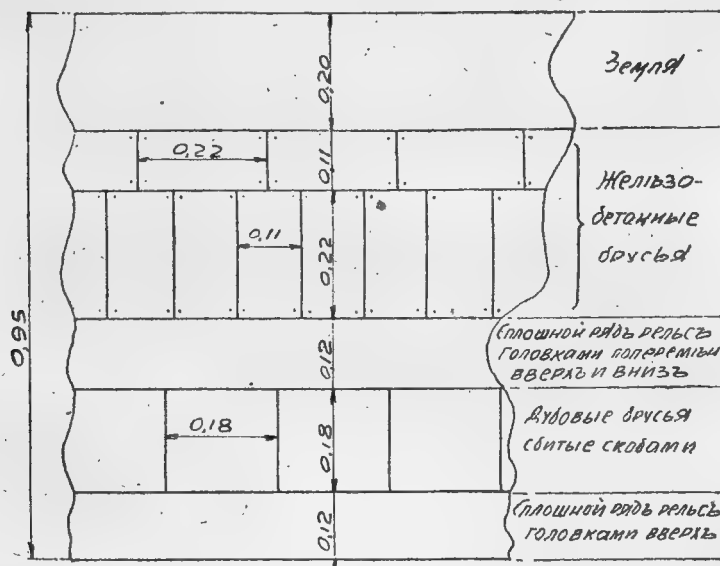 Земля
0,20
0,22
0,11
Желѣзо-
бетонные
брусья
0,11
0,22
0,95
0,12
Сплошной рядъ рельсъ
головками поперемѣн
вверхъ и внизъ
0,18
0,18
Дубовые брусья
сбитые скобами
0,12
Сплошной рядъ рельсъ
головками вверхъ